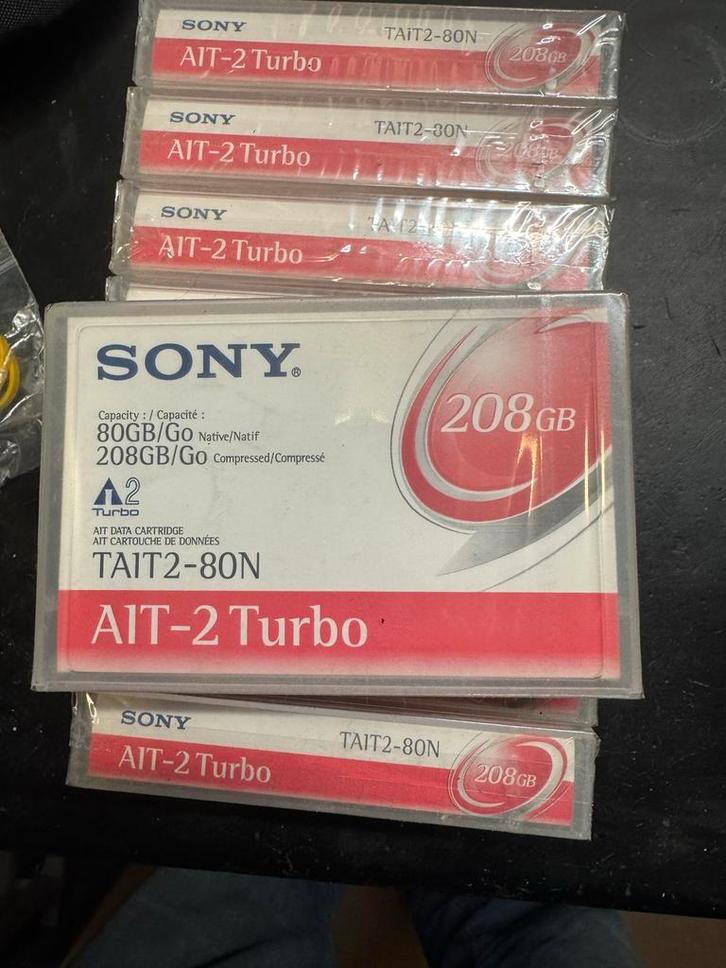 SONY TAIT2-80N
AIT-2 Turbo 208GB
SONY TAIT2-80N
AIT-2 Turbo 208GB
SONY
AIT-2 Turbo
SONY®
208GB
Capacity : / Capacité :
80GB/Go Native/Natif
208GB/Go Compressed/Compressé
2
Turbo
AIT DATA CARTRIDGE
AIT CARTOUCHE DE DONNÉES
TAIT2-80N
AIT-2 Turbo
SONY TAIT2-80N
AIT-2 Turbo 208GB